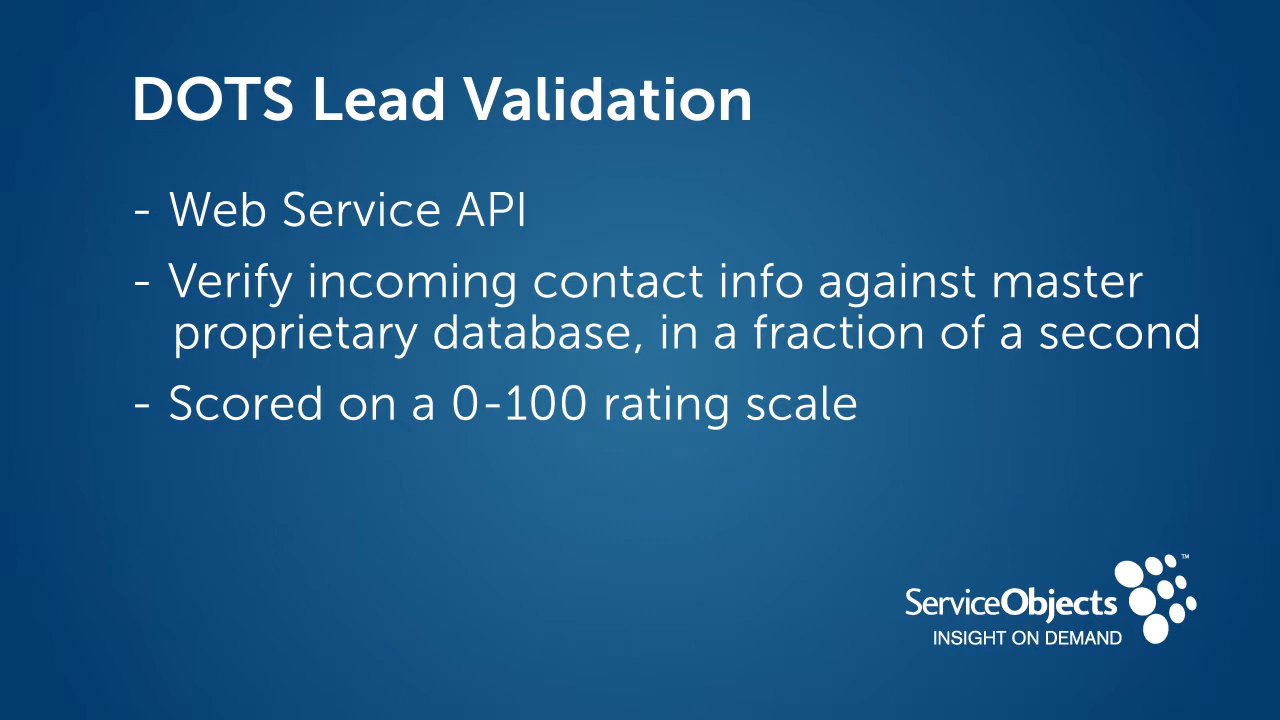 DOTS Lead Validation
- Web Service API
- Verify incoming contact info against master
proprietary database, in a fraction of a second
- Scored on a 0-100 rating scale
ServiceObjects™
INSIGHT ON DEMAND